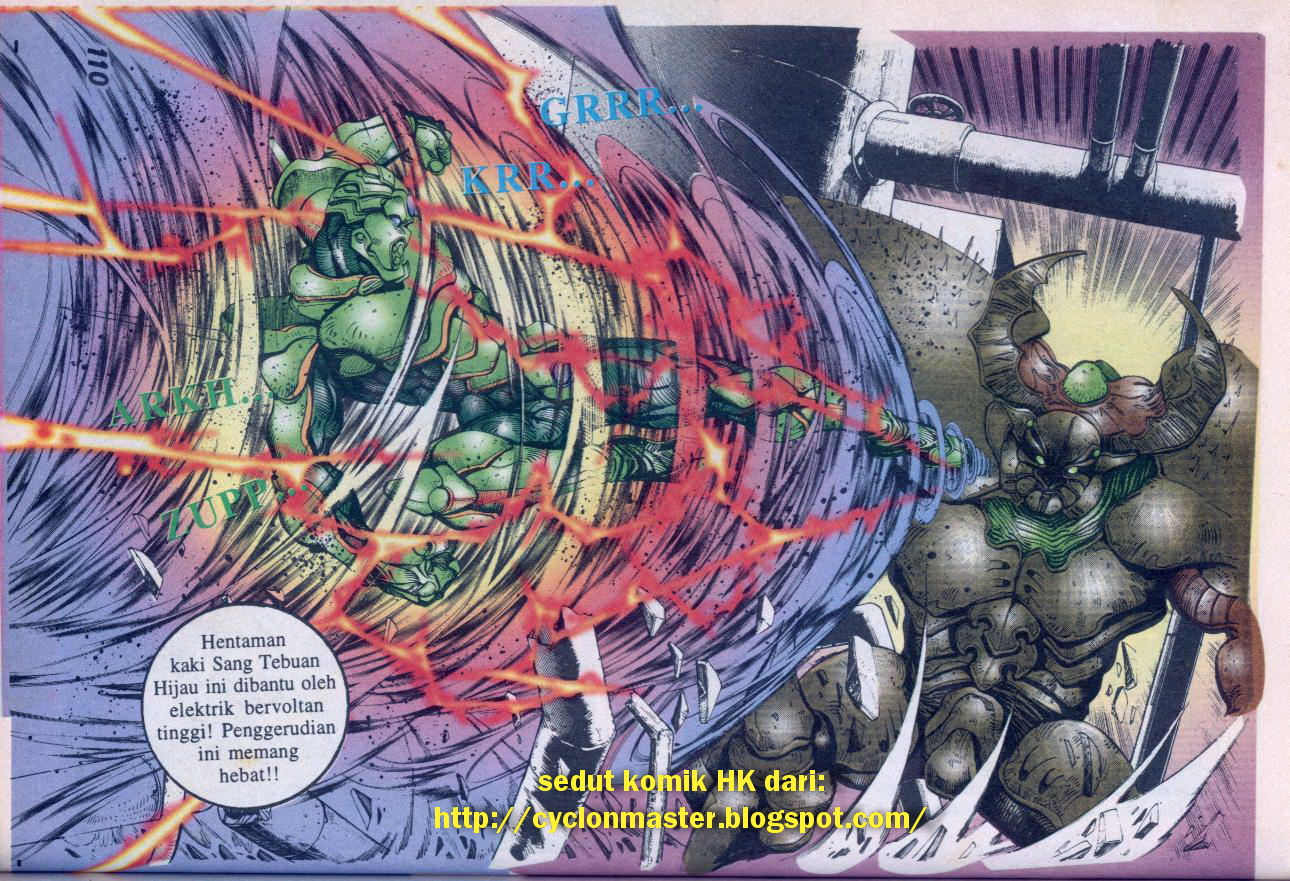 110
GRRR...
KRR...
ARKH...
ZUPP...
Hentaman
kaki Sang Tebuan
Hijau ini dibantu oleh
elektrik bervoltan
tinggi! Penggerudian
ini memang
hebat!!
sedut komik HK dari:
http://cyclonmaster.blogspot.com/